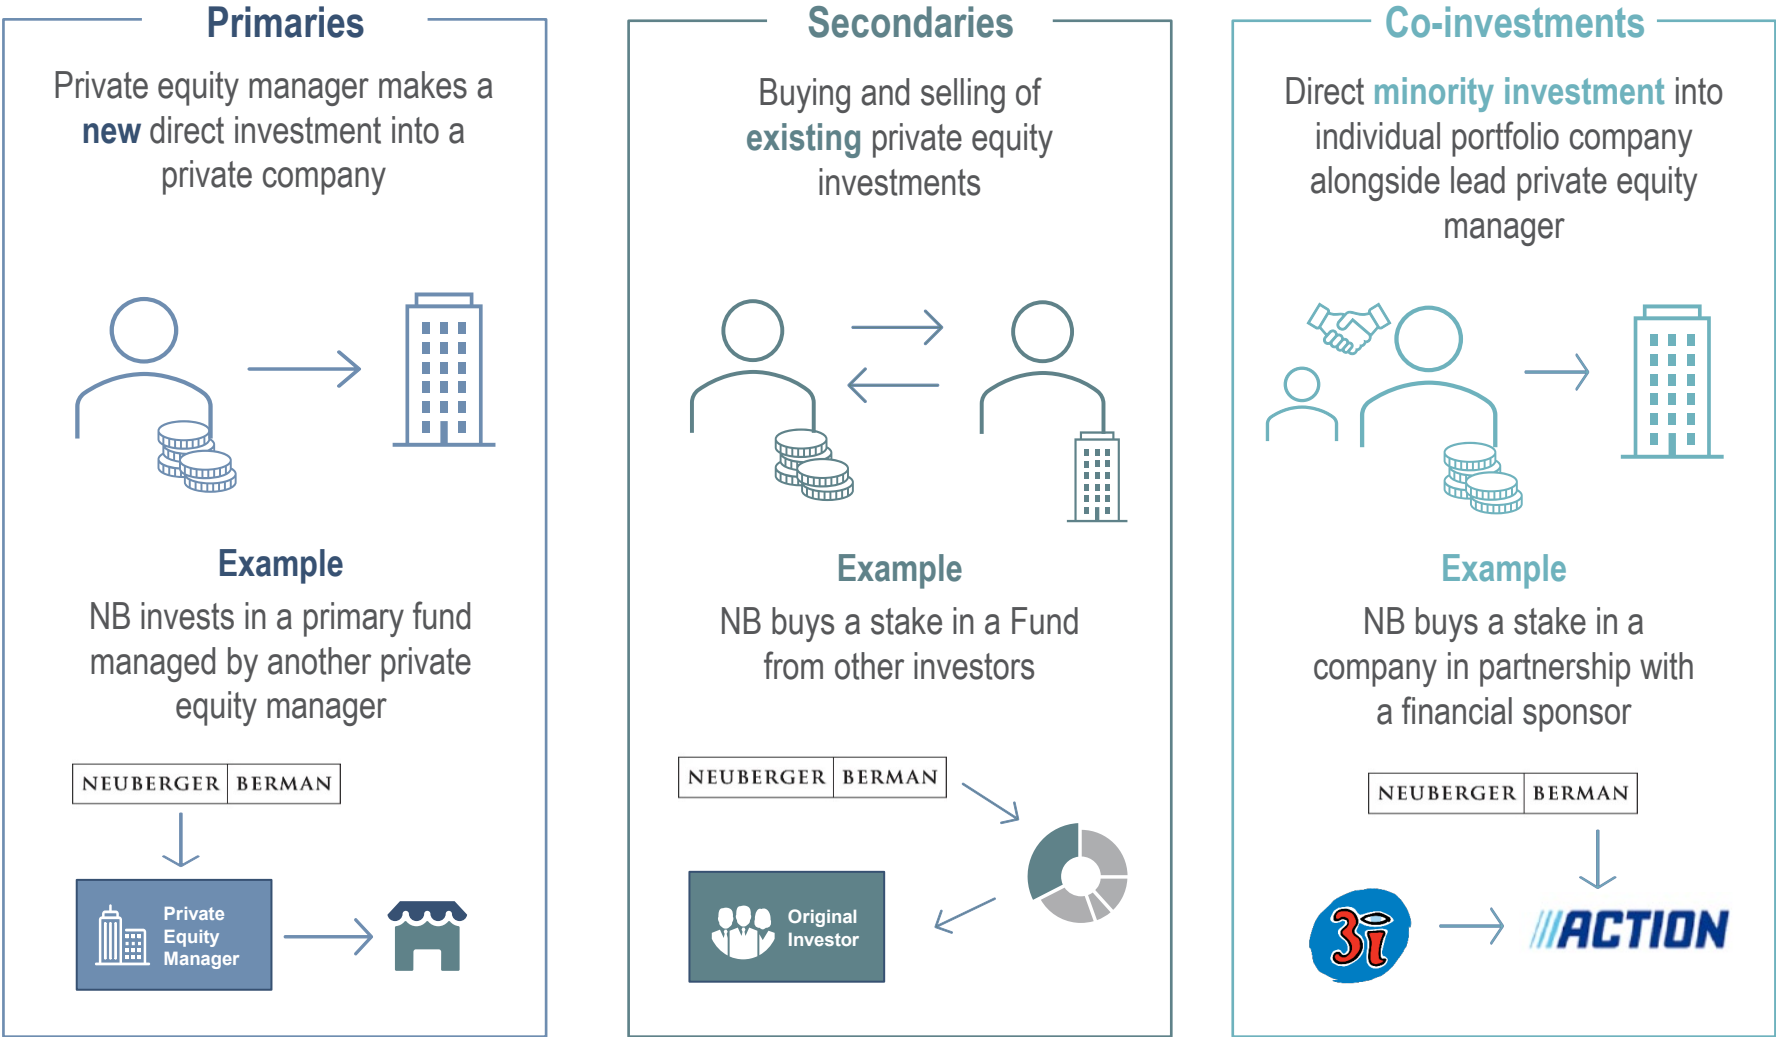 Primaries
Private equity manager makes a
new direct investment into a
private company
Example
NB invests in a primary fund
managed by another private
equity manager
NEUBERGER BERMAN
Private
Equity
Manager
Secondaries
Buying and selling of
existing private equity
investments
Example
NB buys a stake in a Fund
from other investors
NEUBERGER BERMAN
Original
Investor
Co-investments
Direct minority investment into
individual portfolio company
alongside lead private equity
manager
Example
NB buys a stake in a
company in partnership with
a financial sponsor
NEUBERGER BERMAN
3i
ACTION